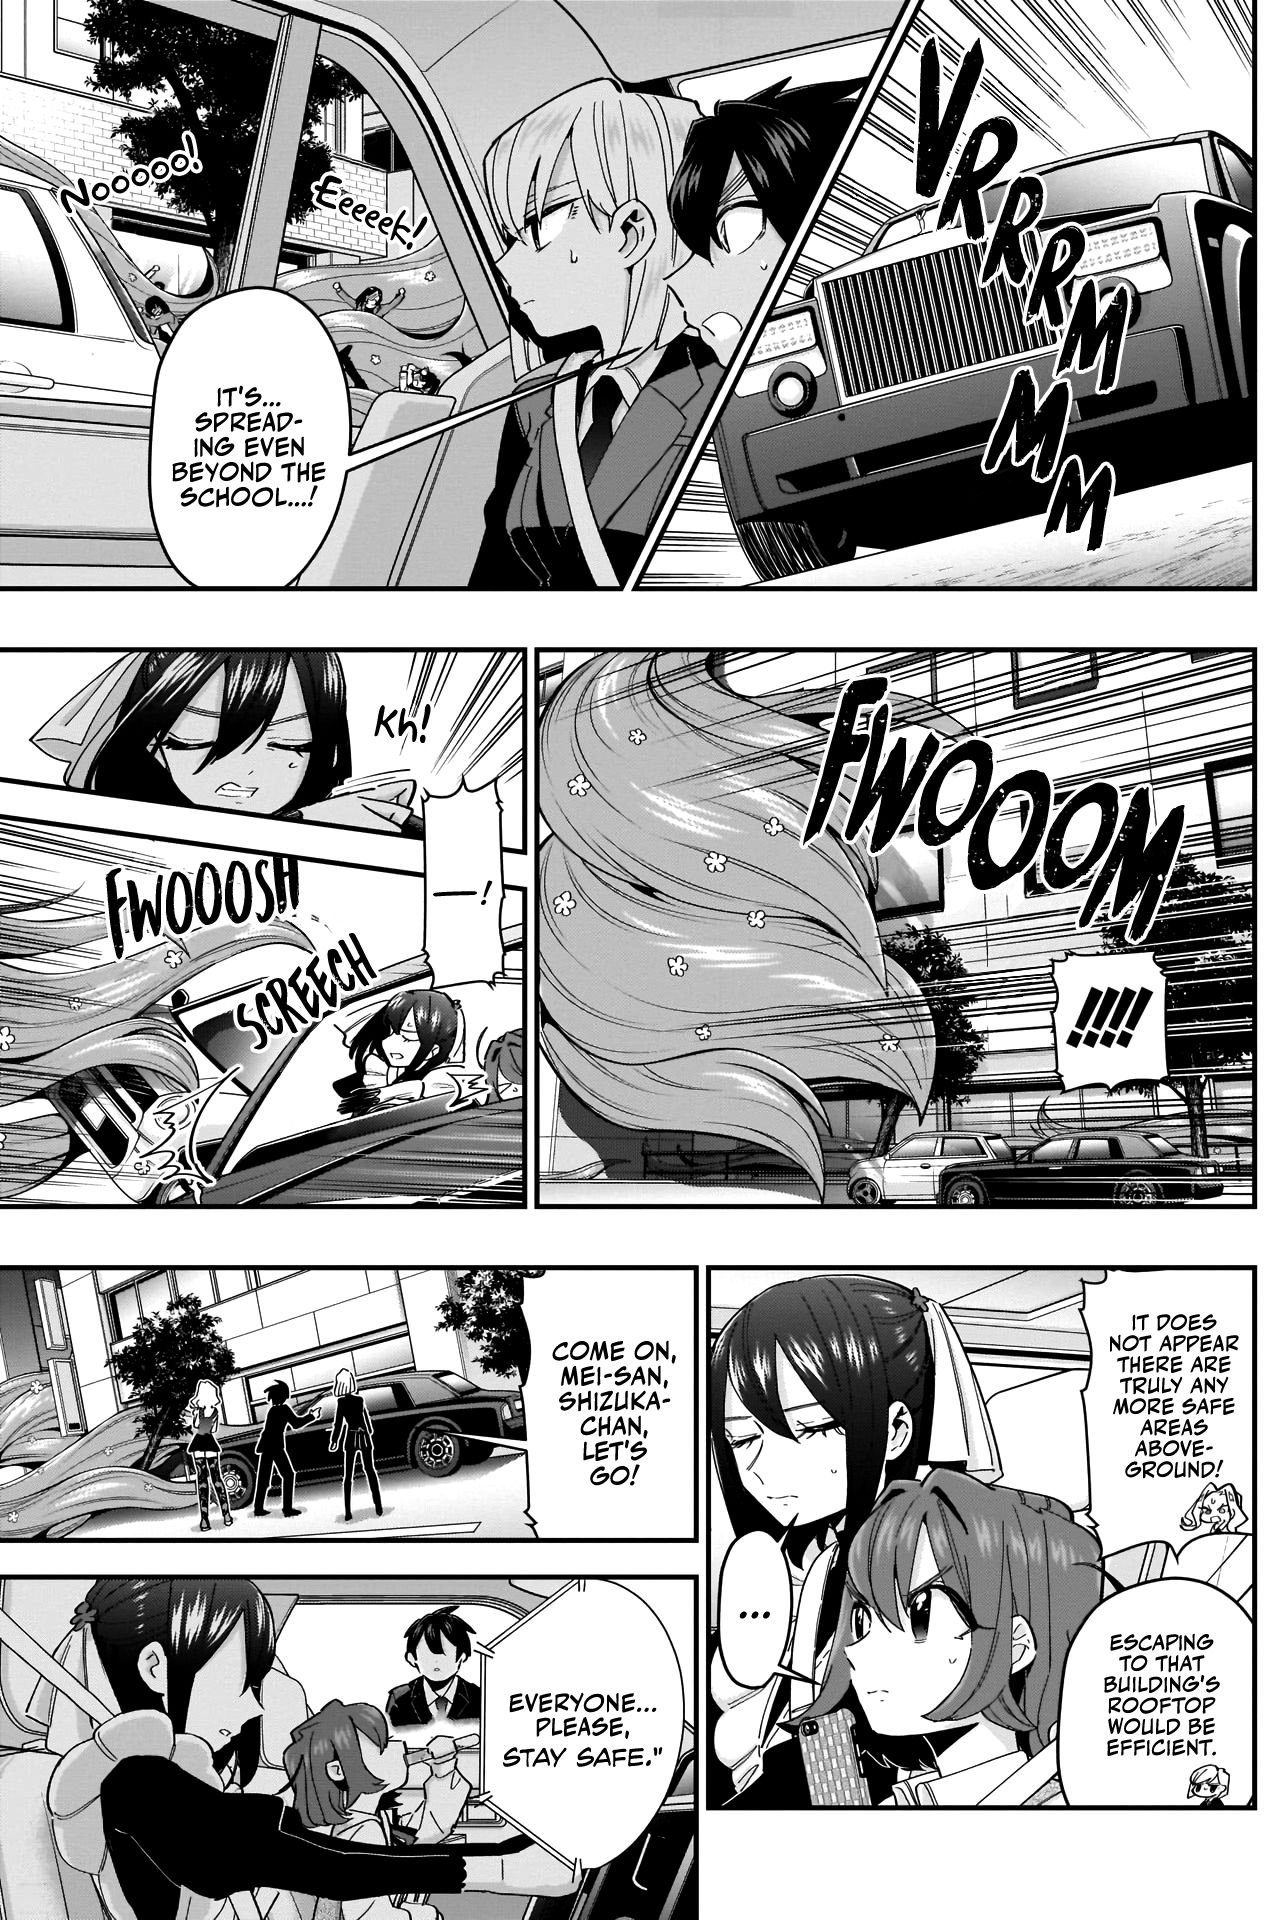 VRRRMMM
Nooooo!
Eeeeek!
IT'S...
SPREAD-
ING EVEN
BEYOND THE
SCHOOL...!
FWOOOOM
!!!!
Kh!
—!
FWOOOSH
SCREECH
IT DOES
NOT APPEAR
THERE ARE
TRULY ANY
MORE SAFE
AREAS
ABOVE-
GROUND!
ESCAPING
TO THAT
BUILDING'S
ROOFTOP
WOULD BE
EFFICIENT.
...
COME ON,
MEI-SAN,
SHIZUKA-
CHAN,
LET'S
GO!
EVERYONE...
PLEASE,
STAY SAFE."